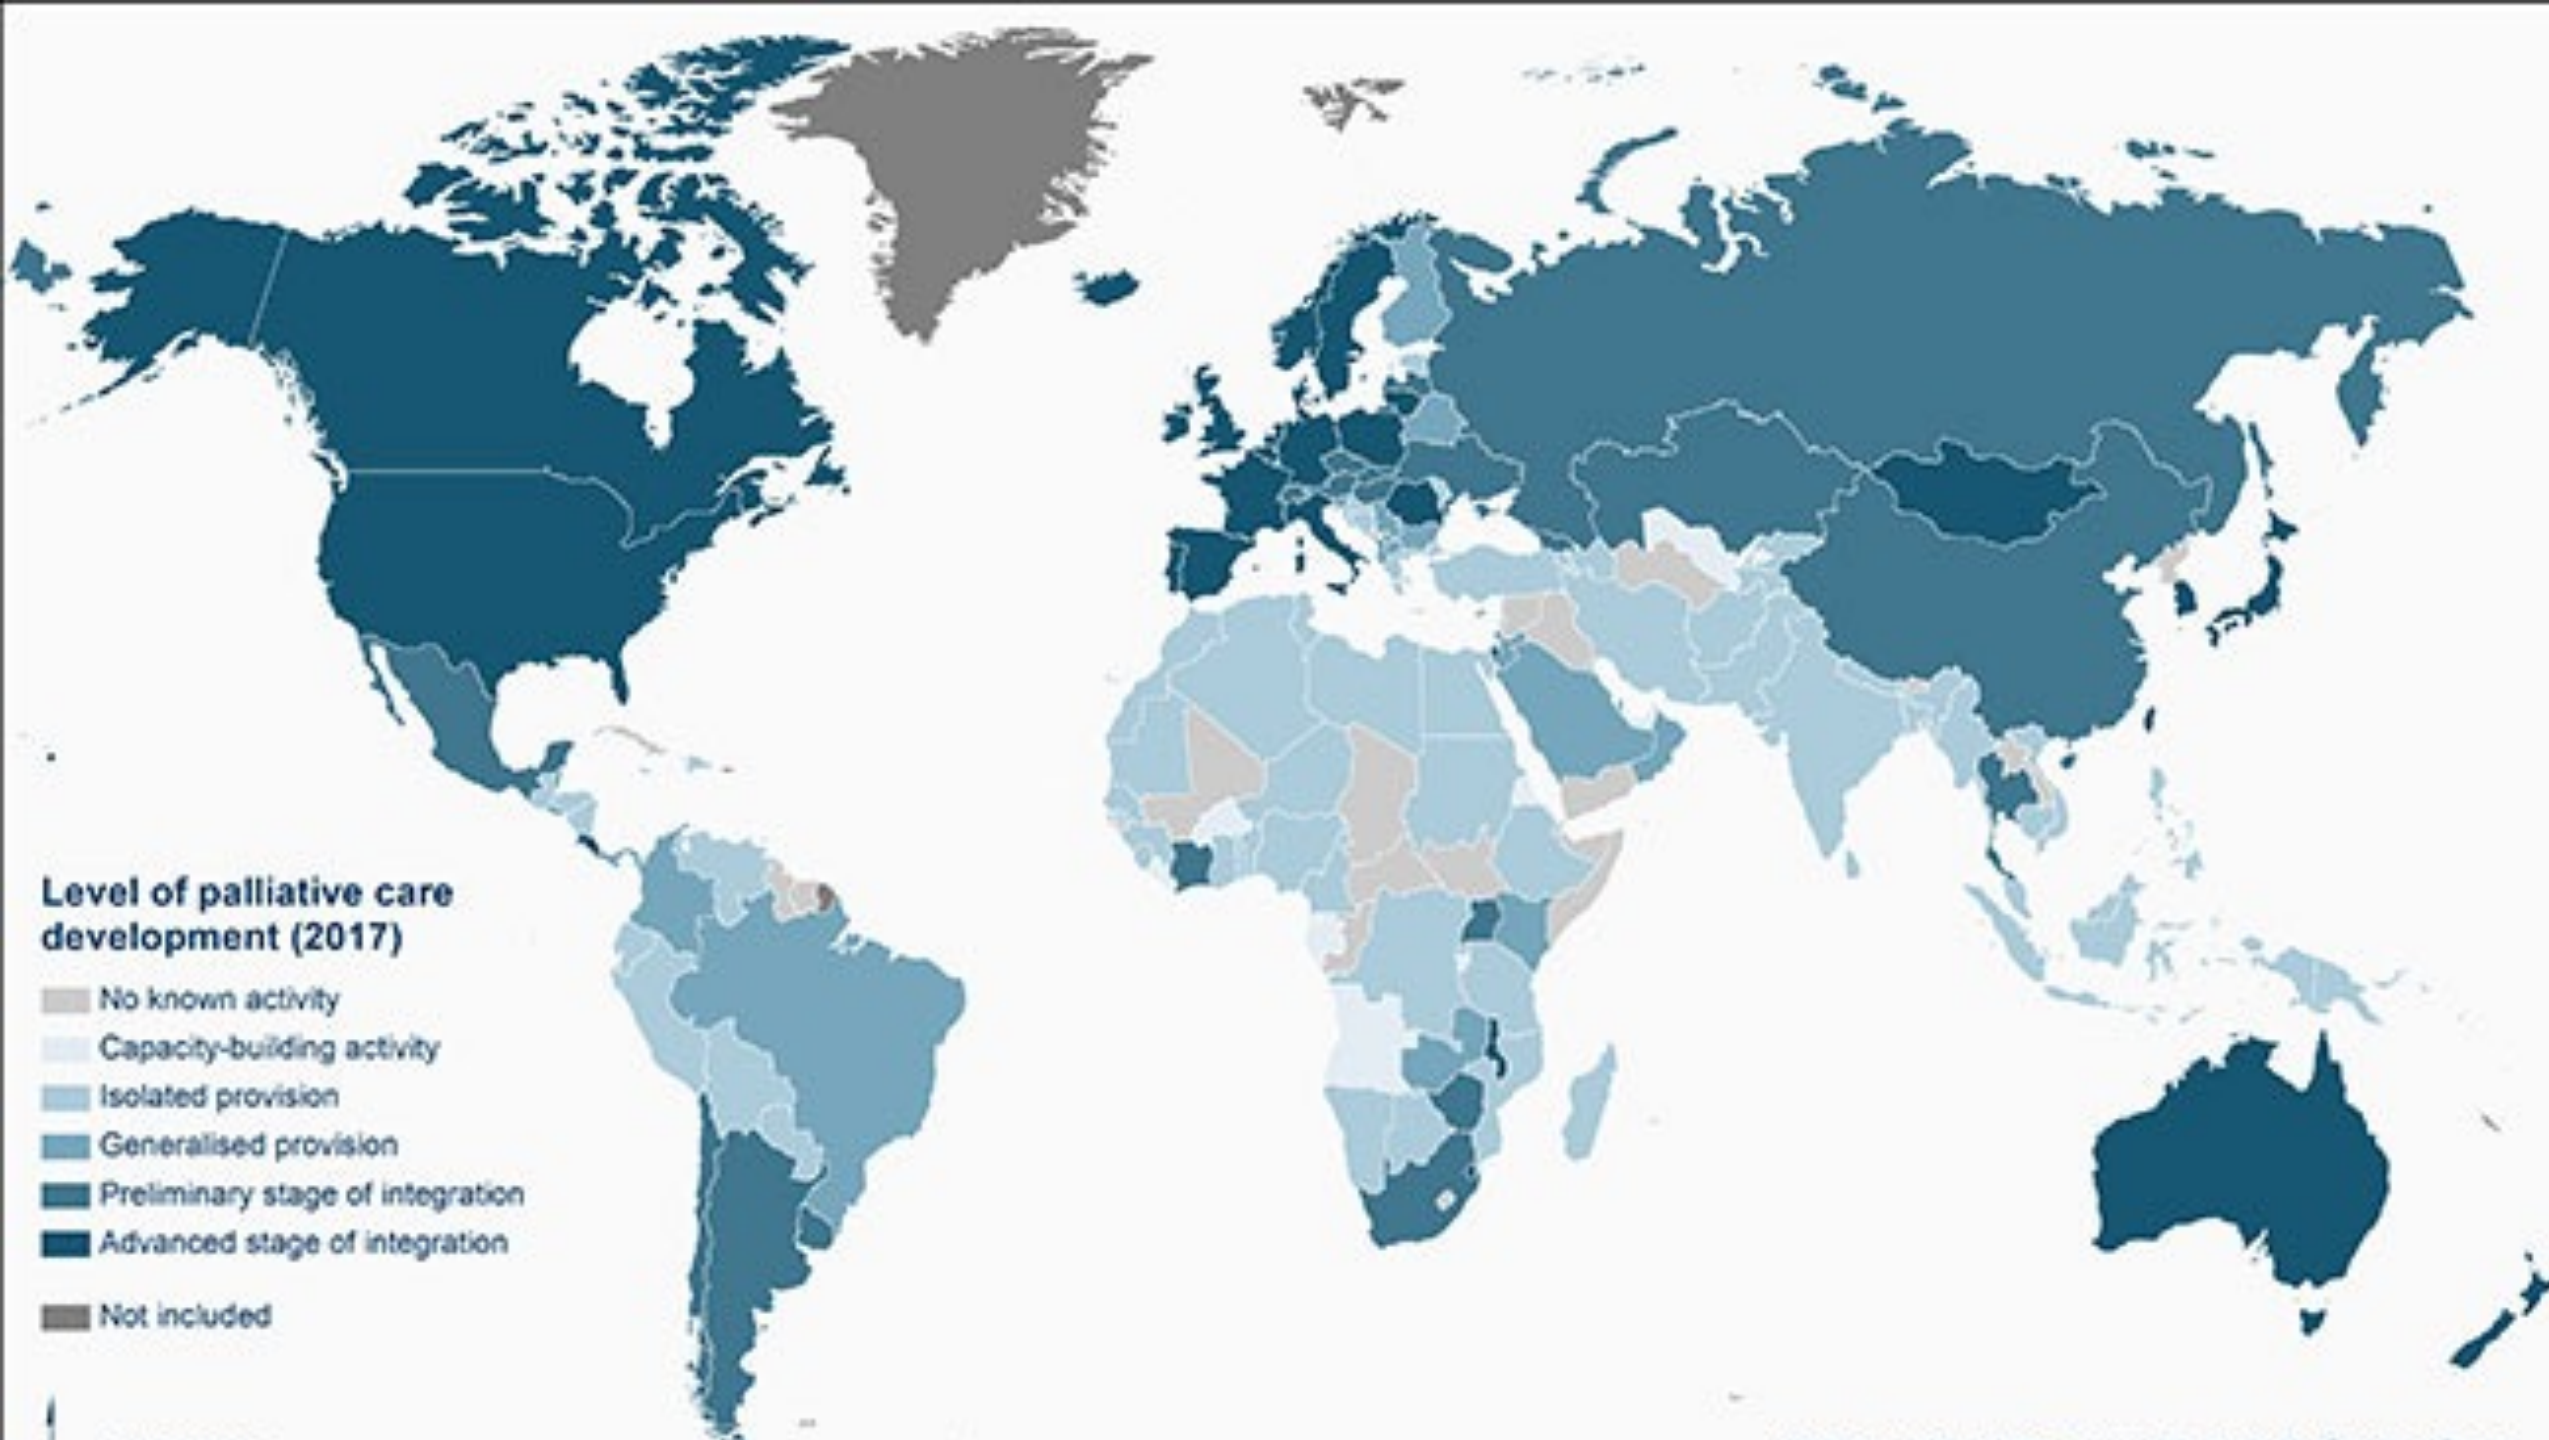 Level of palliative care
development (2017)
No known activity
Capacity-building activity
Isolated provision
Generalised provision
Preliminary stage of integration
Advanced stage of integration
Not included